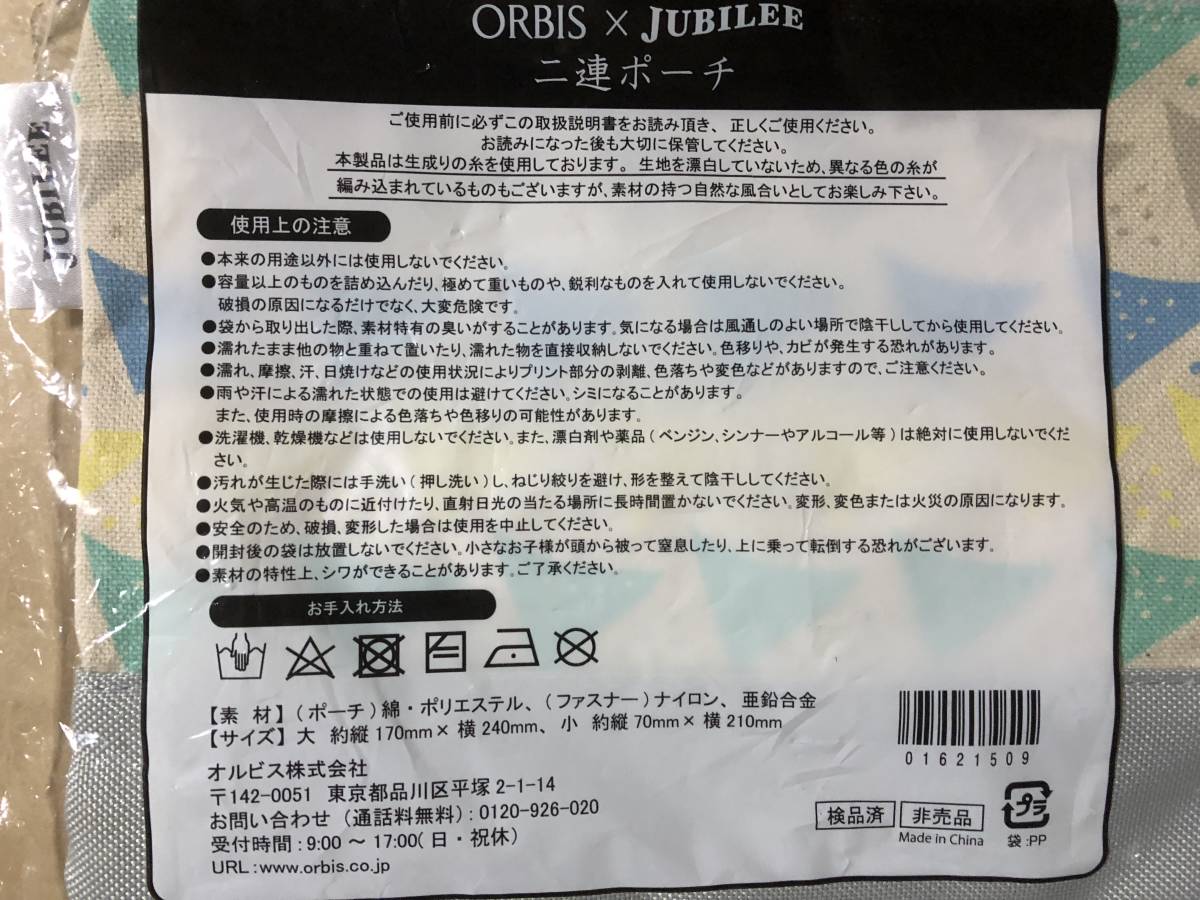 ORBIS × JUBILEE
二連ポーチ
JUBILEE
ご使用前に必ずこの取扱説明書をお読み頂き、正しくご使用ください。
お読みになった後も大切に保管してください。
本製品は生成りの糸を使用しております。生地を漂白していないため、異なる色の糸が
編み込まれているものもございますが、素材の持つ自然な風合いとしてお楽しみ下さい。
使用上の注意
●本来の用途以外には使用しないでください。
●容量以上のものを詰め込んだり、極めて重いものや、鋭利なものを入れて使用しないでください。
破損の原因になるだけでなく、大変危険です。
●袋から取り出した際、素材特有の臭いがすることがあります。気になる場合は風通しのよい場所で陰干ししてから使用してください。
●濡れたまま他の物と重ねて置いたり、濡れた物を直接収納しないでください。色移りや、カビが発生する恐れがあります。
●濡れ、摩擦、汗、日焼けなどの使用状況によりプリント部分の剥離、色落ちや変色などがありますので、ご注意ください。
●雨や汗による濡れた状態での使用は避けてください。シミになることがあります。
また、使用時の摩擦による色落ちや色移りの可能性があります。
●洗濯機、乾燥機などは使用しないでください。また、漂白剤や薬品(ベンジン、シンナーやアルコール等)は絶対に使用しないでくだ
さい。
●汚れが生じた際には手洗い(押し洗い)し、ねじり絞りを避け、形を整えて陰干ししてください。
●火気や高温のものに近付けたり、直射日光の当たる場所に長時間置かないでください。変形、変色または火災の原因になります。
●安全のため、破損、変形した場合は使用を中止してください。
●開封後の袋は放置しないでください。小さなお子様が頭から被って窒息したり、上に乗って転倒する恐れがございます。
●素材の特性上、シワができることがあります。ご了承ください。
お手入れ方法
【素 材】(ポーチ)綿・ポリエステル、(ファスナー)ナイロン、亜鉛合金
【サイズ】大 約縦170mm×横240mm、小 約縦70mm×横210mm
オルビス株式会社
〒142-0051 東京都品川区平塚2-1-14
お問い合わせ(通話料無料):0120-926-020
受付時間:9:00~17:00(日・祝休)
URL:www.orbis.co.jp
01621509
検品済 非売品
Made in China
プラ
袋:PP